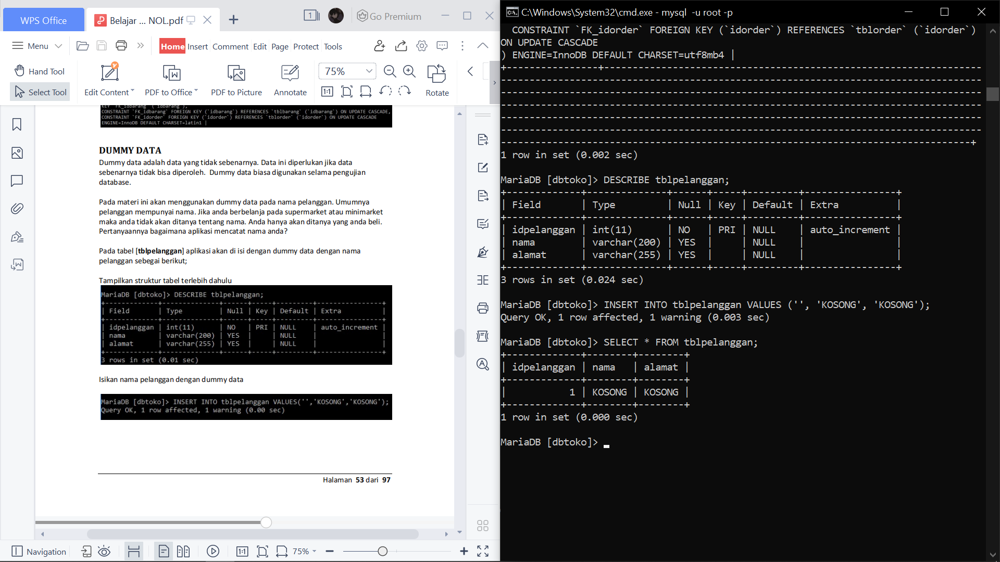 WPS Office
Belajar ... NOL.pdf
1
Go Premium
Menu
Home Insert Comment Edit Page Protect Tools
Hand Tool
Select Tool
Edit Content
PDF to Office
PDF to Picture
Annotate
75%
1:1
Rotate
KEY `FK_idbarang` (`idbarang`),
CONSTRAINT `FK_idbarang` FOREIGN KEY (`idbarang`) REFERENCES `tblbarang` (`idbarang`) ON UPDATE CASCADE,
CONSTRAINT `FK_idorder` FOREIGN KEY (`idorder`) REFERENCES `tblorder` (`idorder`) ON UPDATE CASCADE
ENGINE=InnoDB DEFAULT CHARSET=latin1 |
DUMMY DATA
Dummy data adalah data yang tidak sebenarnya. Data ini diperlukan jika data
sebenarnya tidak bisa diperoleh. Dummy data biasa digunakan selama pengujian
database.
Pada materi ini akan menggunakan dummy data pada nama pelanggan. Umumnya
pelanggan mempunyai nama. Jika anda berbelanja pada supermarket atau minimarket
maka anda tidak akan ditanya tentang nama. Anda hanya akan ditanya yang anda beli.
Pertanyaannya bagaimana aplikasi mencatat nama anda?
Pada tabel [tblpelanggan] aplikasi akan di isi dengan dummy data dengan nama
pelanggan sebegai berikut;
Tampilkan struktur tabel terlebih dahulu
MariaDB [dbtoko]> DESCRIBE tblpelanggan;
| Field | Type | Null | Key | Default | Extra |
| idpelanggan | int(11) | NO | PRI | NULL | auto_increment |
| nama | varchar(200) | YES | | NULL | |
| alamat | varchar(255) | YES | | NULL | |
3 rows in set (0.01 sec)
Isikan nama pelanggan dengan dummy data
MariaDB [dbtoko]> INSERT INTO tblpelanggan VALUES('','KOSONG','KOSONG');
Query OK, 1 row affected, 1 warning (0.00 sec)
Halaman 53 dari 97
Navigation
1:1
75%
C:\Windows\System32\cmd.exe - mysql -u root -p
CONSTRAINT `FK_idorder` FOREIGN KEY (`idorder`) REFERENCES `tblorder` (`idorder`)
ON UPDATE CASCADE
) ENGINE=InnoDB DEFAULT CHARSET=utf8mb4 |
1 row in set (0.002 sec)
MariaDB [dbtoko]> DESCRIBE tblpelanggan;
| Field | Type | Null | Key | Default | Extra |
| idpelanggan | int(11) | NO | PRI | NULL | auto_increment |
| nama | varchar(200) | YES | | NULL | |
| alamat | varchar(255) | YES | | NULL | |
3 rows in set (0.024 sec)
MariaDB [dbtoko]> INSERT INTO tblpelanggan VALUES ('', 'KOSONG', 'KOSONG');
Query OK, 1 row affected, 1 warning (0.003 sec)
MariaDB [dbtoko]> SELECT * FROM tblpelanggan;
| idpelanggan | nama | alamat |
| 1 | KOSONG | KOSONG |
1 row in set (0.000 sec)
MariaDB [dbtoko]>